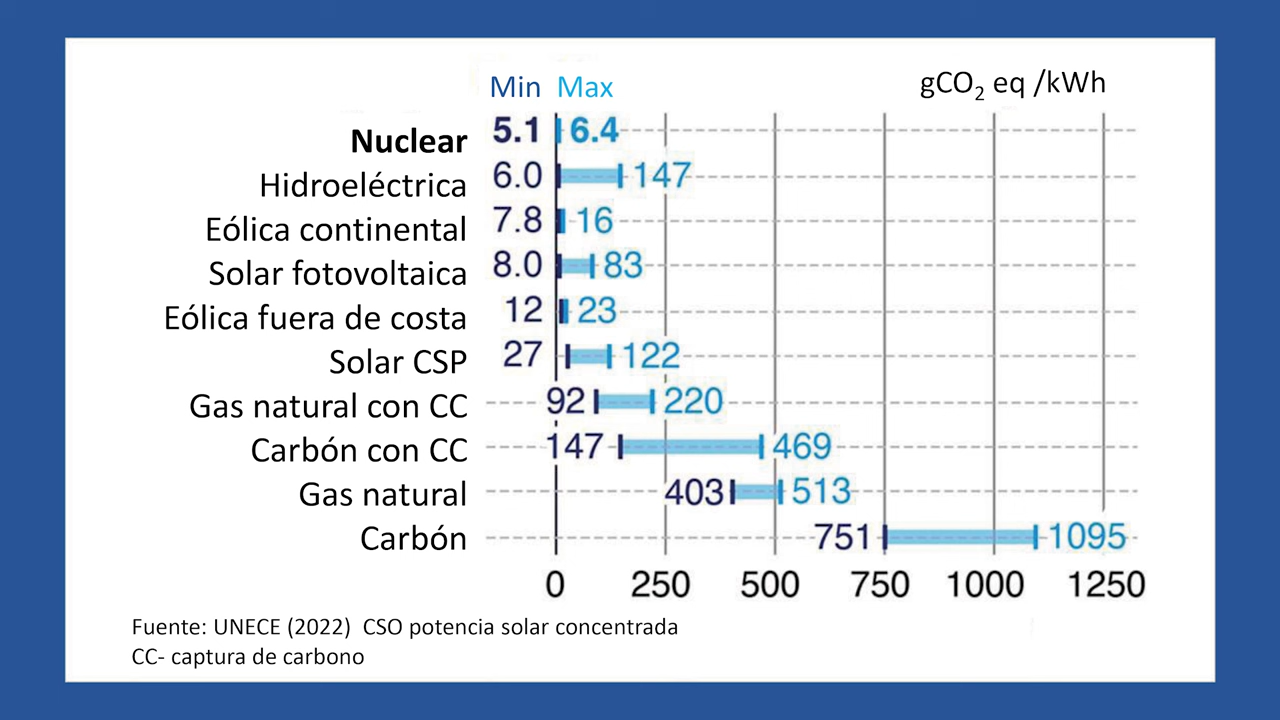 Min Max gCO₂ eq /kWh
Nuclear 5.1 6.4
Hidroeléctrica 6.0 147
Eólica continental 7.8 16
Solar fotovoltaica 8.0 83
Eólica fuera de costa 12 23
Solar CSP 27 122
Gas natural con CC 92 220
Carbón con CC 147 469
Gas natural 403 513
Carbón 751 1095
0 250 500 750 1000 1250
Fuente: UNECE (2022) CSO potencia solar concentrada
CC- captura de carbono